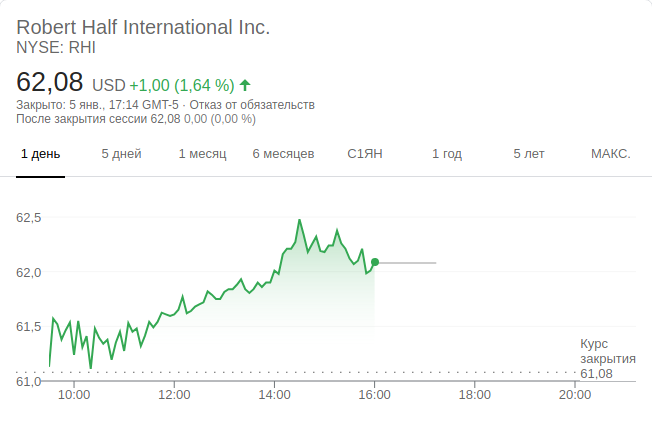 Robert Half International Inc.
NYSE: RHI
62,08 USD +1,00 (1,64 %)
Закрыто: 5 янв., 17:14 GMT-5 · Отказ от обязательств
После закрытия сессии 62,08 0,00 (0,00 %)
1 день 5 дней 1 месяц 6 месяцев С1ЯН 1 год 5 лет МАКС.
62,5
62,0
61,5
61,0
Курс
закрытия
61,08
10:00 12:00 14:00 16:00 18:00 20:00